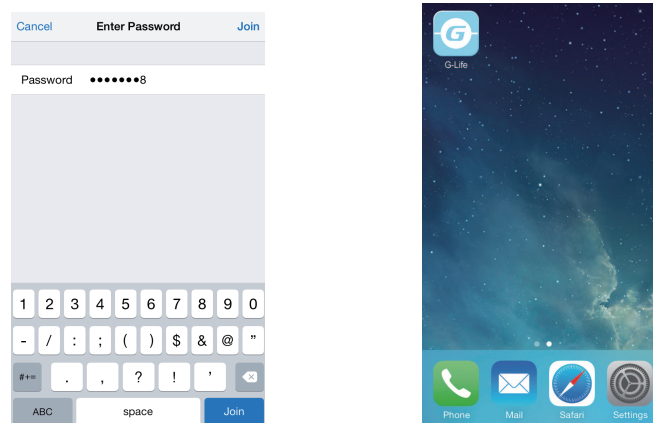 Cancel Enter Password Join
Password •••••••8
1 2 3 4 5 6 7 8 9 0
- / : ; ( ) $ & @ ”
#+= . , ? ! ’
ABC space Join
G
G-Life
Phone Mail Safari Settings